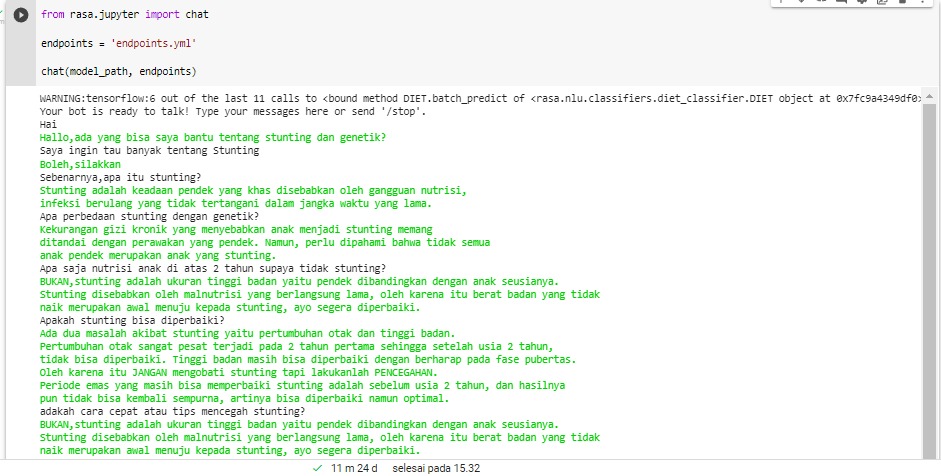 from rasa.jupyter import chat
endpoints = 'endpoints.yml'
chat(model_path, endpoints)
WARNING:tensorflow:6 out of the last 11 calls to <bound method DIET.batch_predict of <rasa.nlu.classifiers.diet_classifier.DIET object at 0x7fc9a4349df0>
Your bot is ready to talk! Type your messages here or send '/stop'.
Hai
Hallo,ada yang bisa saya bantu tentang stunting dan genetik?
Saya ingin tau banyak tentang Stunting
Boleh,silakkan
Sebenarnya,apa itu stunting?
Stunting adalah keadaan pendek yang khas disebabkan oleh gangguan nutrisi,
infeksi berulang yang tidak tertangani dalam jangka waktu yang lama.
Apa perbedaan stunting dengan genetik?
Kekurangan gizi kronik yang menyebabkan anak menjadi stunting memang
ditandai dengan perawakan yang pendek. Namun, perlu dipahami bahwa tidak semua
anak pendek merupakan anak yang stunting.
Apa saja nutrisi anak di atas 2 tahun supaya tidak stunting?
BUKAN,stunting adalah ukuran tinggi badan yaitu pendek dibandingkan dengan anak seusianya.
Stunting disebabkan oleh malnutrisi yang berlangsung lama, oleh karena itu berat badan yang tidak
naik merupakan awal menuju kepada stunting, ayo segera diperbaiki.
Apakah stunting bisa diperbaiki?
Ada dua masalah akibat stunting yaitu pertumbuhan otak dan tinggi badan.
Pertumbuhan otak sangat pesat terjadi pada 2 tahun pertama sehingga setelah usia 2 tahun,
tidak bisa diperbaiki. Tinggi badan masih bisa diperbaiki dengan berharap pada fase pubertas.
Oleh karena itu JANGAN mengobati stunting tapi lakukanlah PENCEGAHAN.
Periode emas yang masih bisa memperbaiki stunting adalah sebelum usia 2 tahun, dan hasilnya
pun tidak bisa kembali sempurna, artinya bisa diperbaiki namun optimal.
adakah cara cepat atau tips mencegah stunting?
BUKAN,stunting adalah ukuran tinggi badan yaitu pendek dibandingkan dengan anak seusianya.
Stunting disebabkan oleh malnutrisi yang berlangsung lama, oleh karena itu berat badan yang tidak
naik merupakan awal menuju kepada stunting, ayo segera diperbaiki.
11 m 24 d selesai pada 15.32